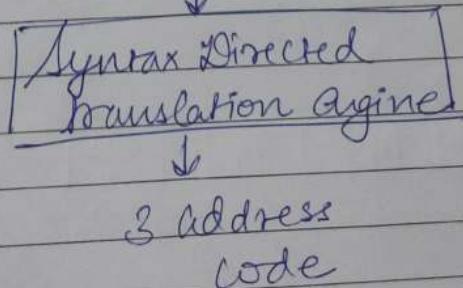 Syntax Directed
Translation Engine
3 address
code